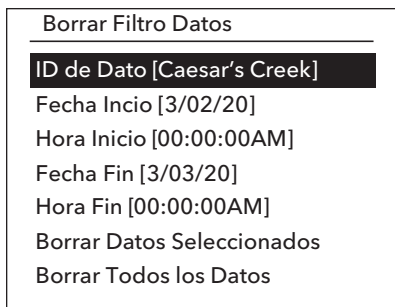 Borrar Filtro Datos
ID de Dato [Caesar's Creek]
Fecha Incio [3/02/20]
Hora Inicio [00:00:00AM]
Fecha Fin [3/03/20]
Hora Fin [00:00:00AM]
Borrar Datos Seleccionados
Borrar Todos los Datos